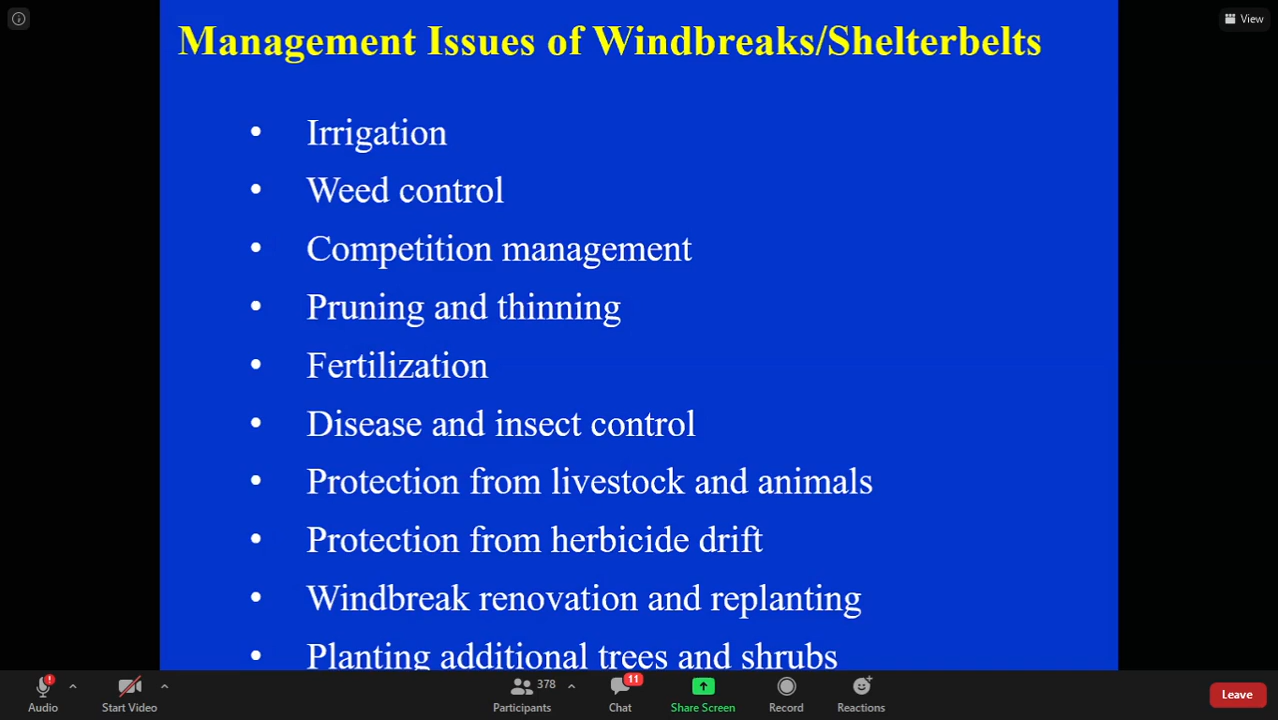 View
Management Issues of Windbreaks/Shelterbelts
• Irrigation
• Weed control
• Competition management
• Pruning and thinning
• Fertilization
• Disease and insect control
• Protection from livestock and animals
• Protection from herbicide drift
• Windbreak renovation and replanting
• Planting additional trees and shrubs
378
11
Audio
Start Video
Participants
Chat
Share Screen
Record
Reactions
Leave